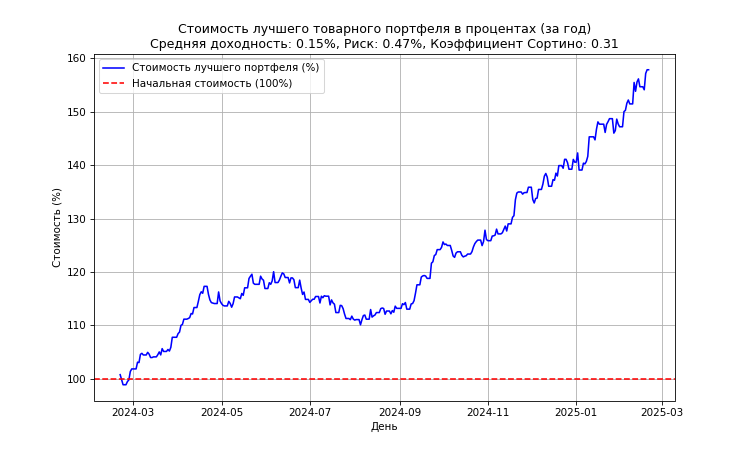 Стоимость лучшего товарного портфеля в процентах (за год)
Средняя доходность: 0.15%, Риск: 0.47%, Коэффициент Сортино: 0.31
Стоимость лучшего портфеля (%)
Начальная стоимость (100%)
Стоимость (%)
160
150
140
130
120
110
100
2024-03
2024-05
2024-07
2024-09
2024-11
2025-01
2025-03
День